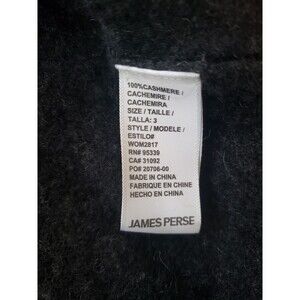 100%CASHMERE /
CACHEMIRE /
CACHEMIRA
SIZE / TAILLE /
TALLA: 3
STYLE / MODELE /
ESTILO#
WOM2817
RN# 95339
CA# 31092
PO# 20706-00
MADE IN CHINA
FABRIQUE EN CHINE
HECHO EN CHINA
JAMES PERSE